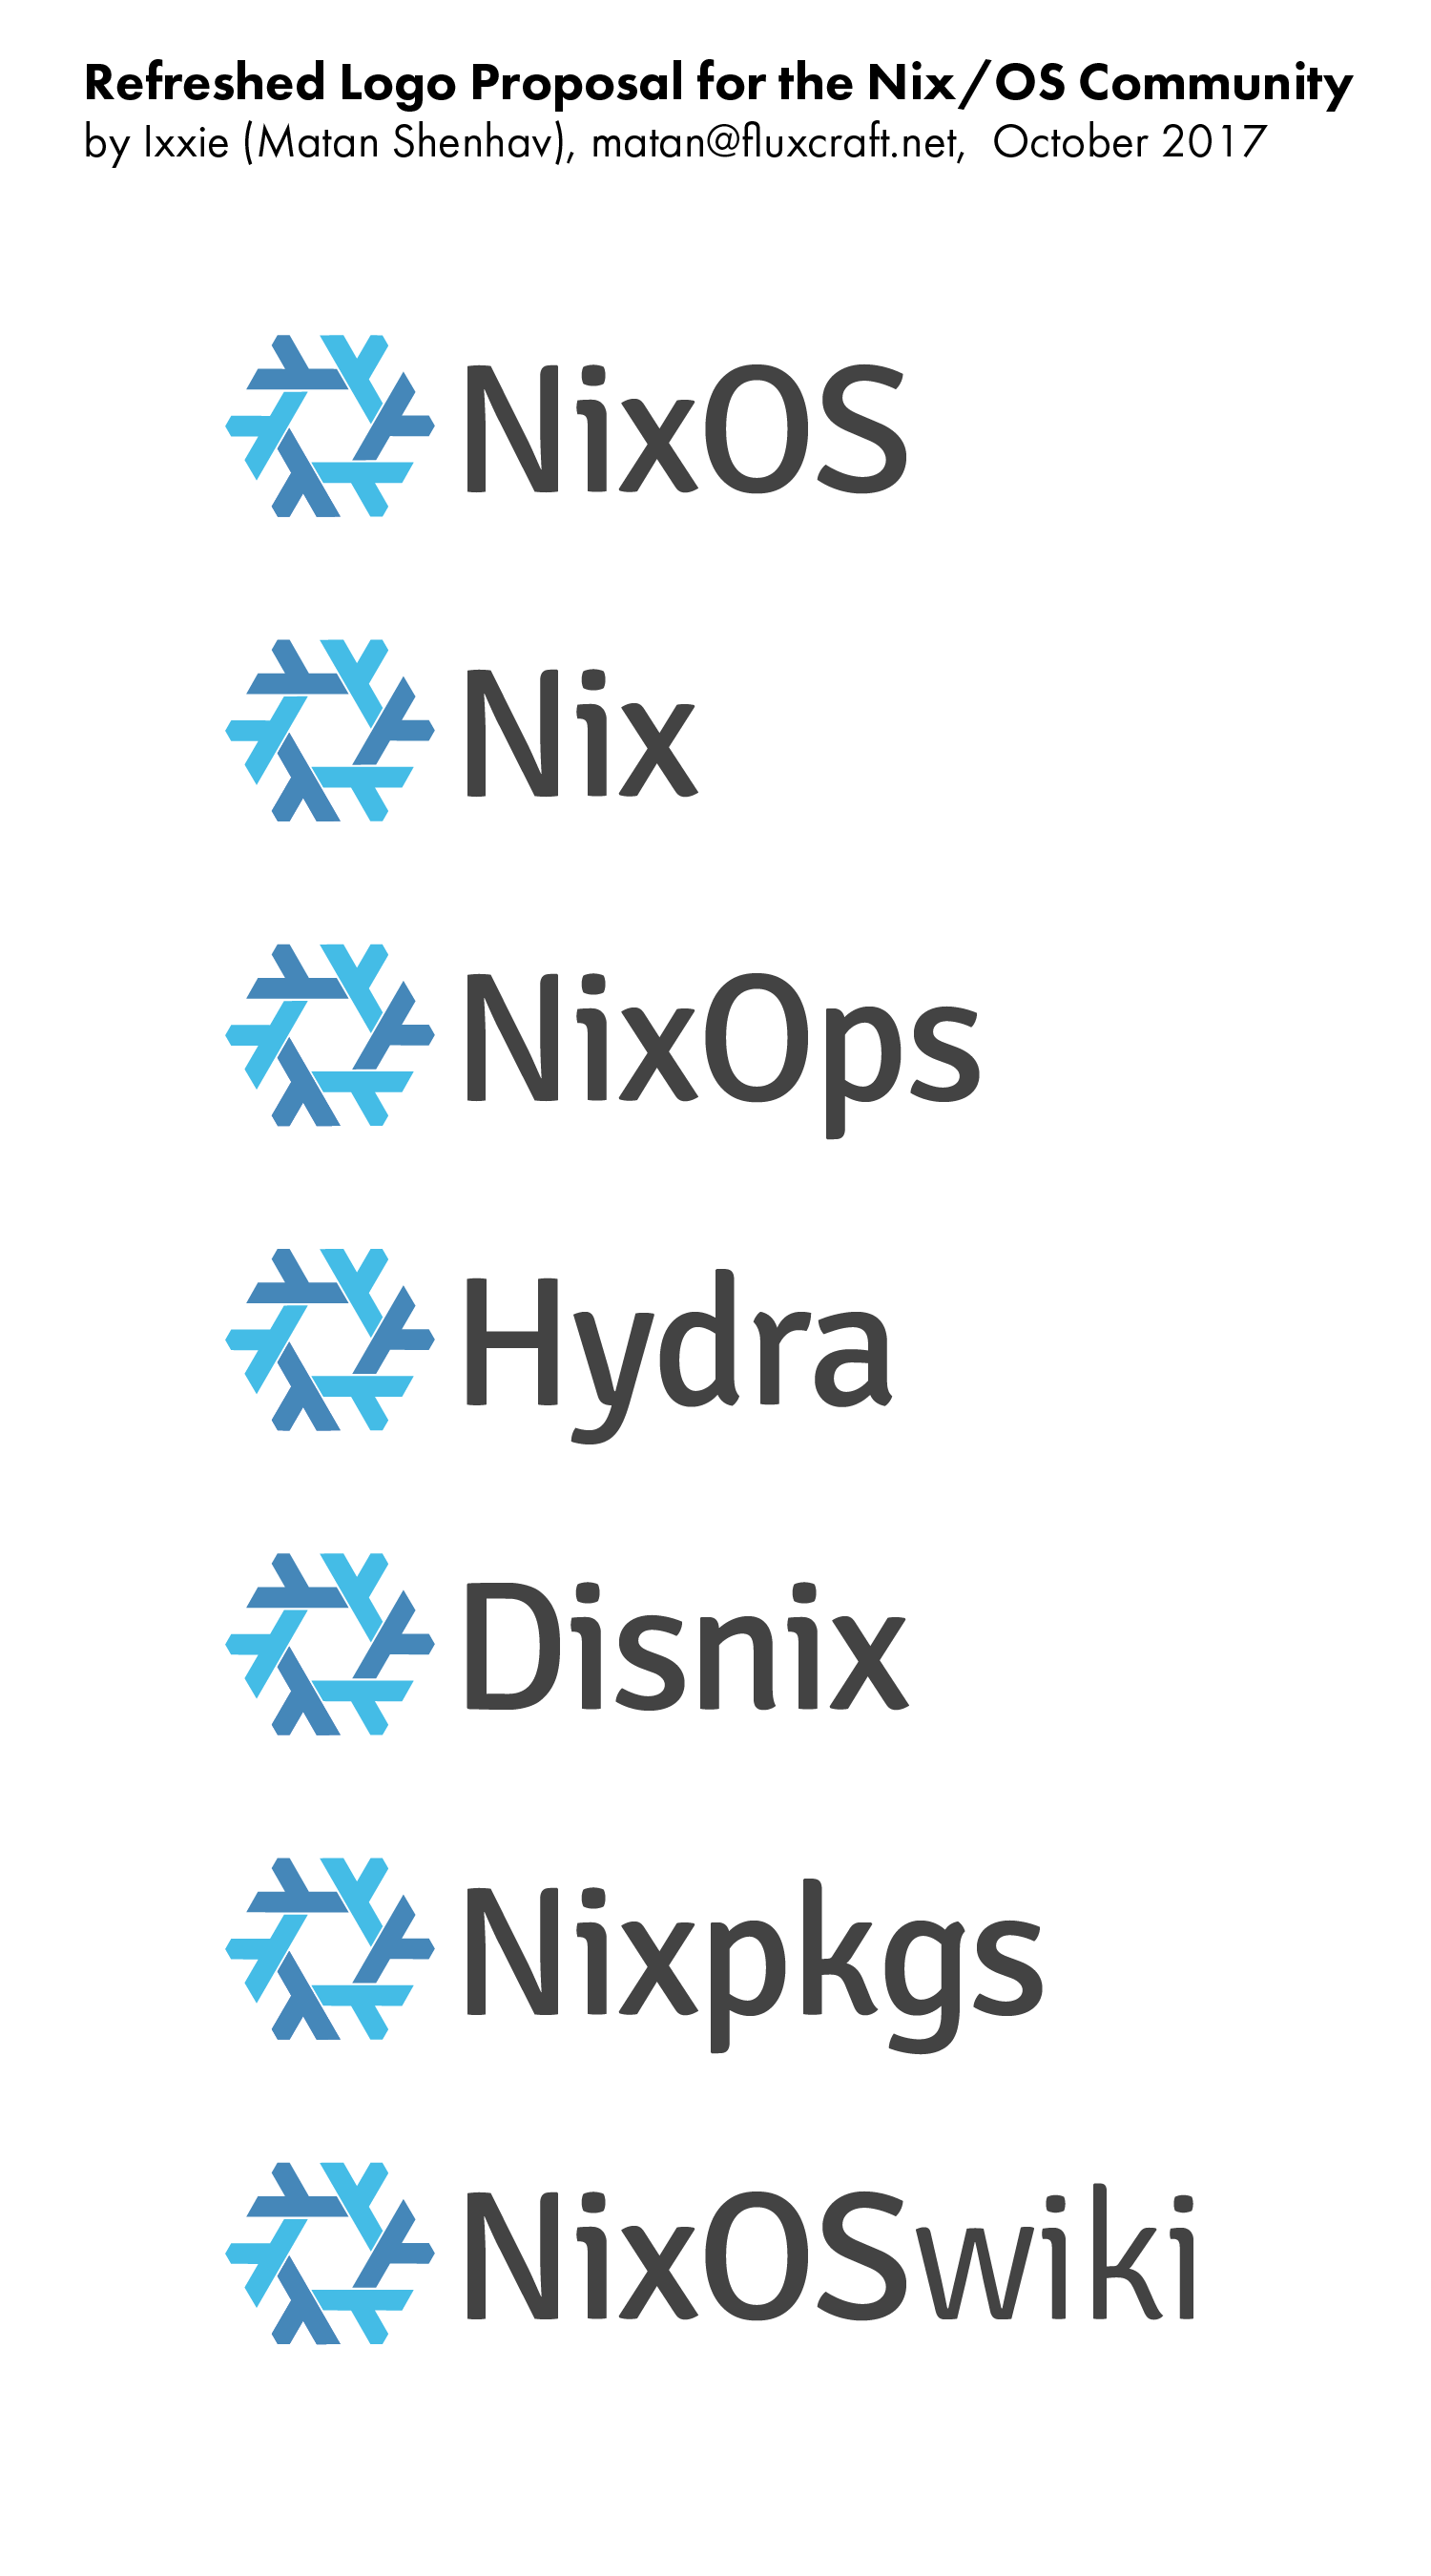 Refreshed Logo Proposal for the Nix/OS Community
by Ixxie (Matan Shenhav), matan@fluxcraft.net, October 2017
NixOS
Nix
NixOps
Hydra
Disnix
Nixpkgs
NixOSwiki